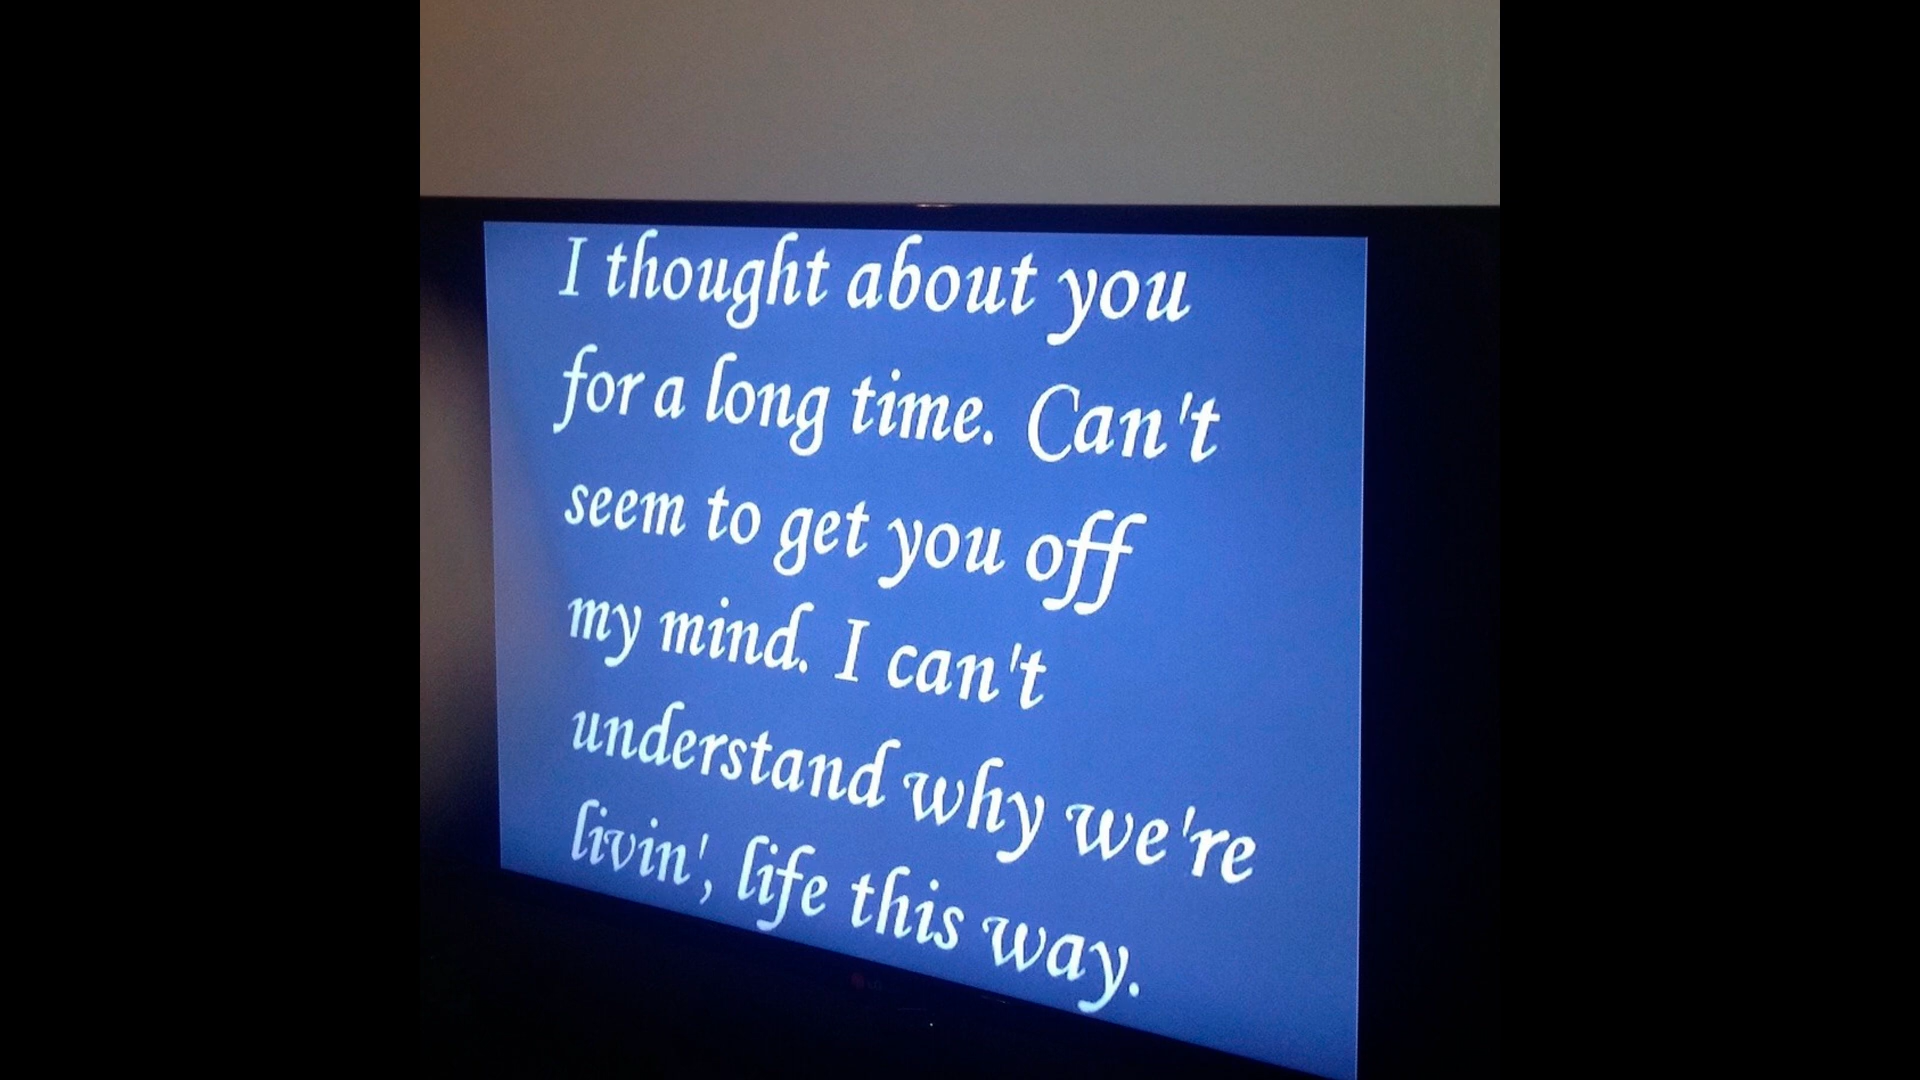 I thought about you
for a long time. Can't
seem to get you off
my mind. I can't
understand why we're
livin', life this way.